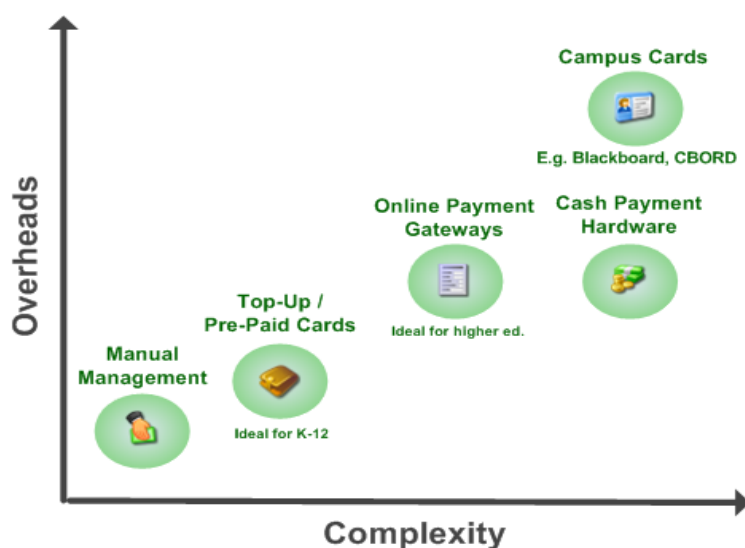 Campus Cards
E.g. Blackboard, CBORD
Online Payment
Gateways
Ideal for higher ed.
Cash Payment
Hardware
Top-Up /
Pre-Paid Cards
Ideal for K-12
Manual
Management
Overheads
Complexity